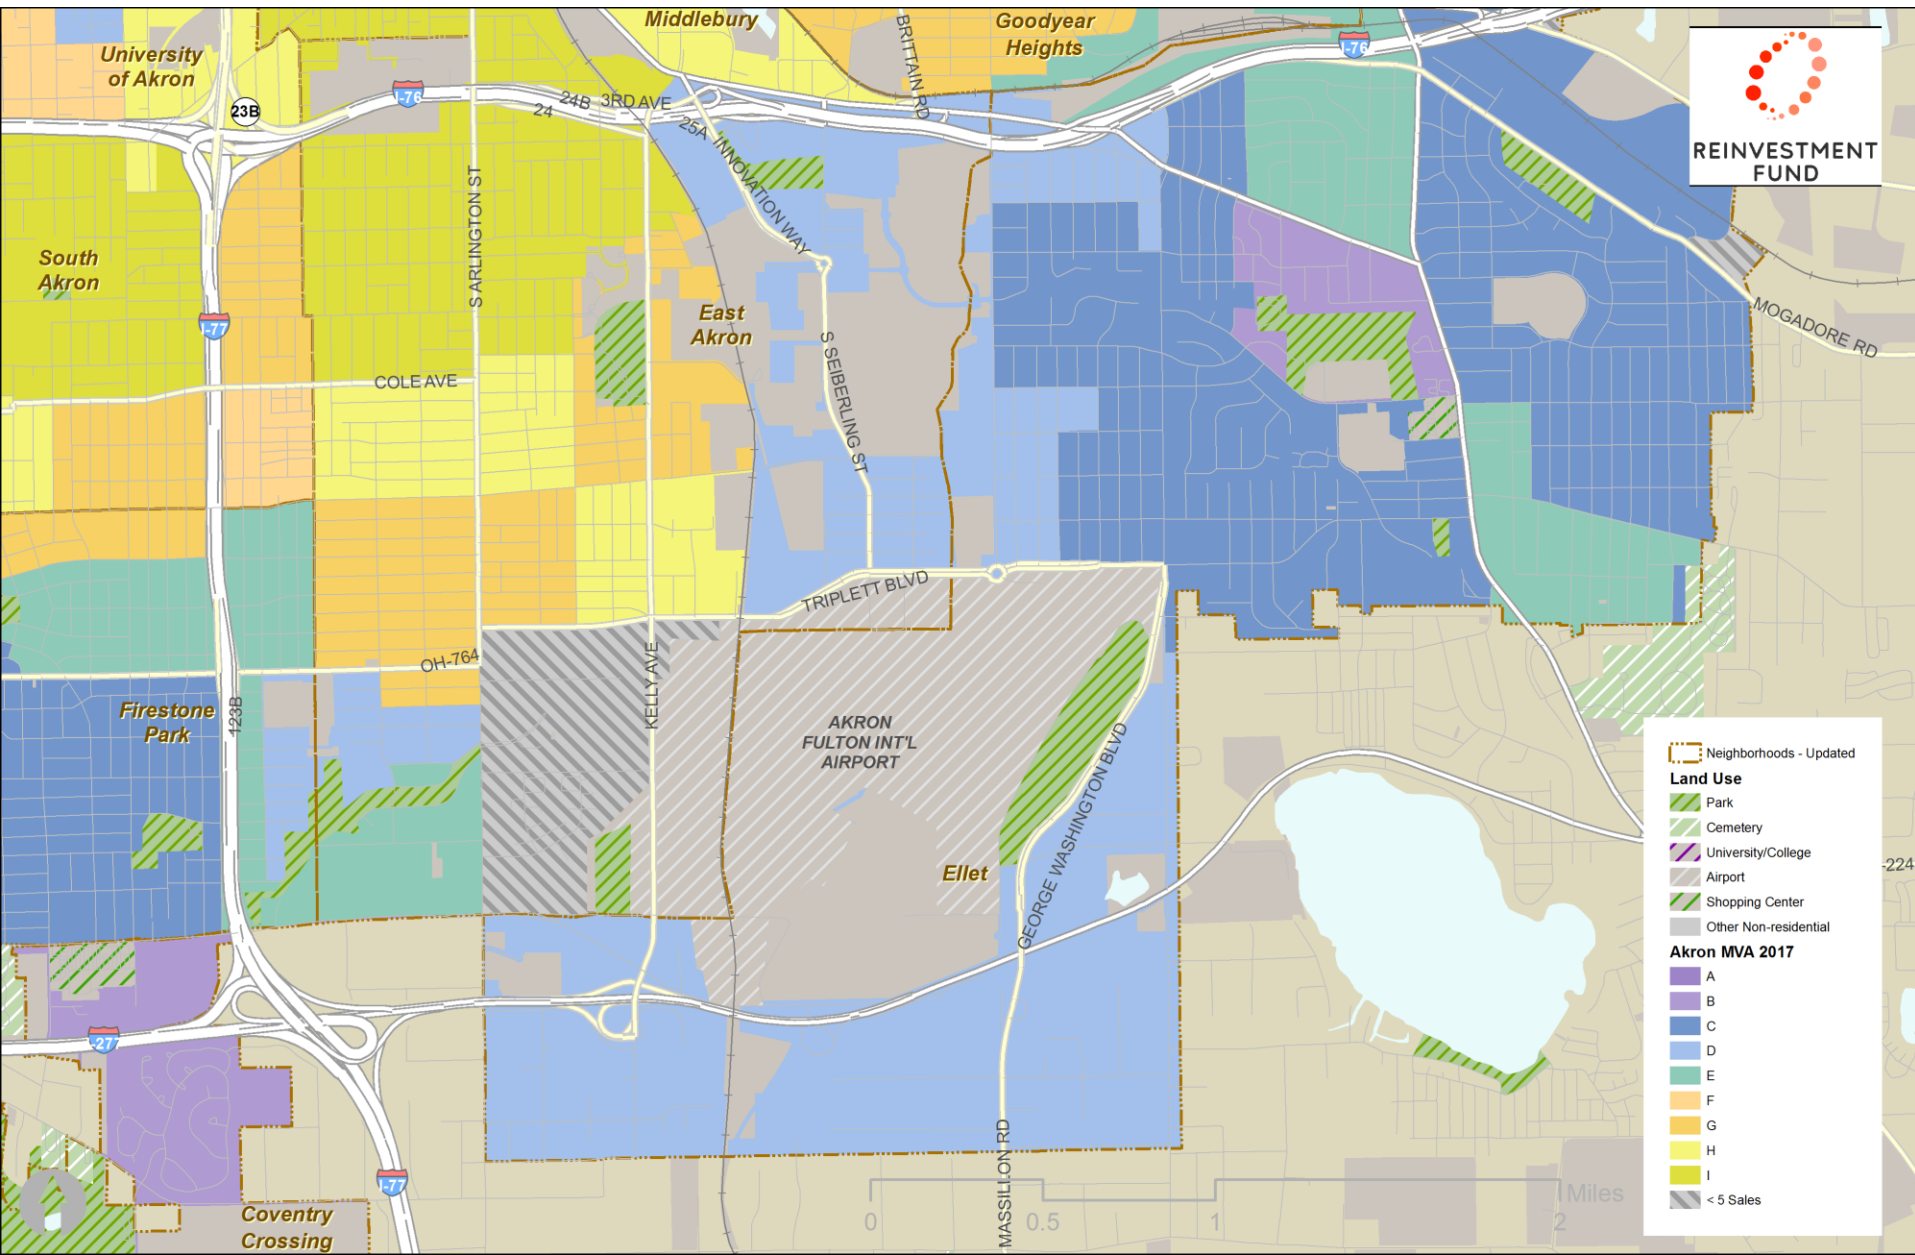 Middlebury
Goodyear
Heights
University
of Akron
BRITTAIN RD
I-76
I-76
23B
24B
3RD AVE
24
25A
INNOVATION WAY
REINVESTMENT
FUND
S ARLINGTON ST
South
Akron
I-77
East
Akron
S SEIBERLING ST
MOGADORE RD
COLE AVE
TRIPLETT BLVD
OH-764
KELLY AVE
Firestone
Park
123B
AKRON
FULTON INT'L
AIRPORT
GEORGE WASHINGTON BLVD
Ellet
-224
I-277
I-77
MASSILLON RD
Coventry
Crossing
0
0.5
1
2
Miles
Neighborhoods - Updated
Land Use
Park
Cemetery
University/College
Airport
Shopping Center
Other Non-residential
Akron MVA 2017
A
B
C
D
E
F
G
H
I
< 5 Sales